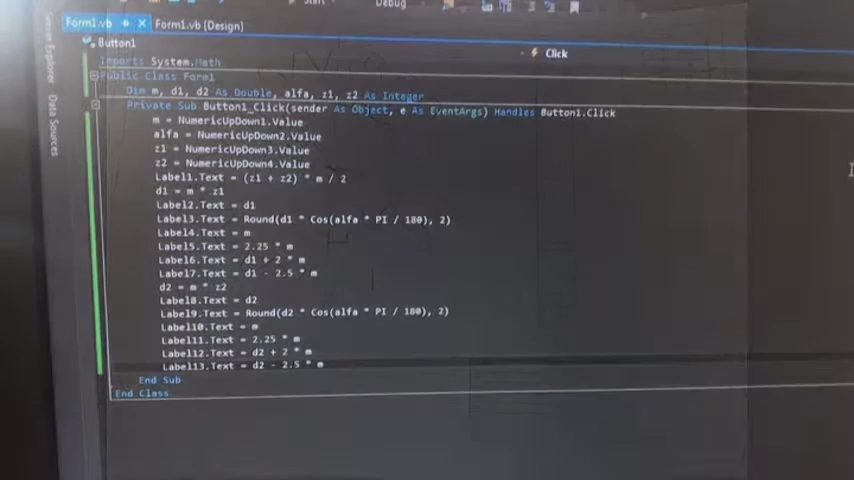 Debug
Form1.vb Form1.vb [Design]
Button1
Click
Server Explorer Data Sources
Imports System.Math
Public Class Form1
Dim m, d1, d2 As Double, alfa, z1, z2 As Integer
Private Sub Button1_Click(sender As Object, e As EventArgs) Handles Button1.Click
m = NumericUpDown1.Value
alfa = NumericUpDown2.Value
z1 = NumericUpDown3.Value
z2 = NumericUpDown4.Value
Label1.Text = (z1 + z2) * m / 2
d1 = m * z1
Label2.Text = d1
Label3.Text = Round(d1 * Cos(alfa * PI / 180), 2)
Label4.Text = m
Label5.Text = 2.25 * m
Label6.Text = d1 + 2 * m
Label7.Text = d1 - 2.5 * m
d2 = m * z2
Label8.Text = d2
Label9.Text = Round(d2 * Cos(alfa * PI / 180), 2)
Label10.Text = m
Label11.Text = 2.25 * m
Label12.Text = d2 + 2 * m
Label13.Text = d2 - 2.5 * m
End Sub
End Class